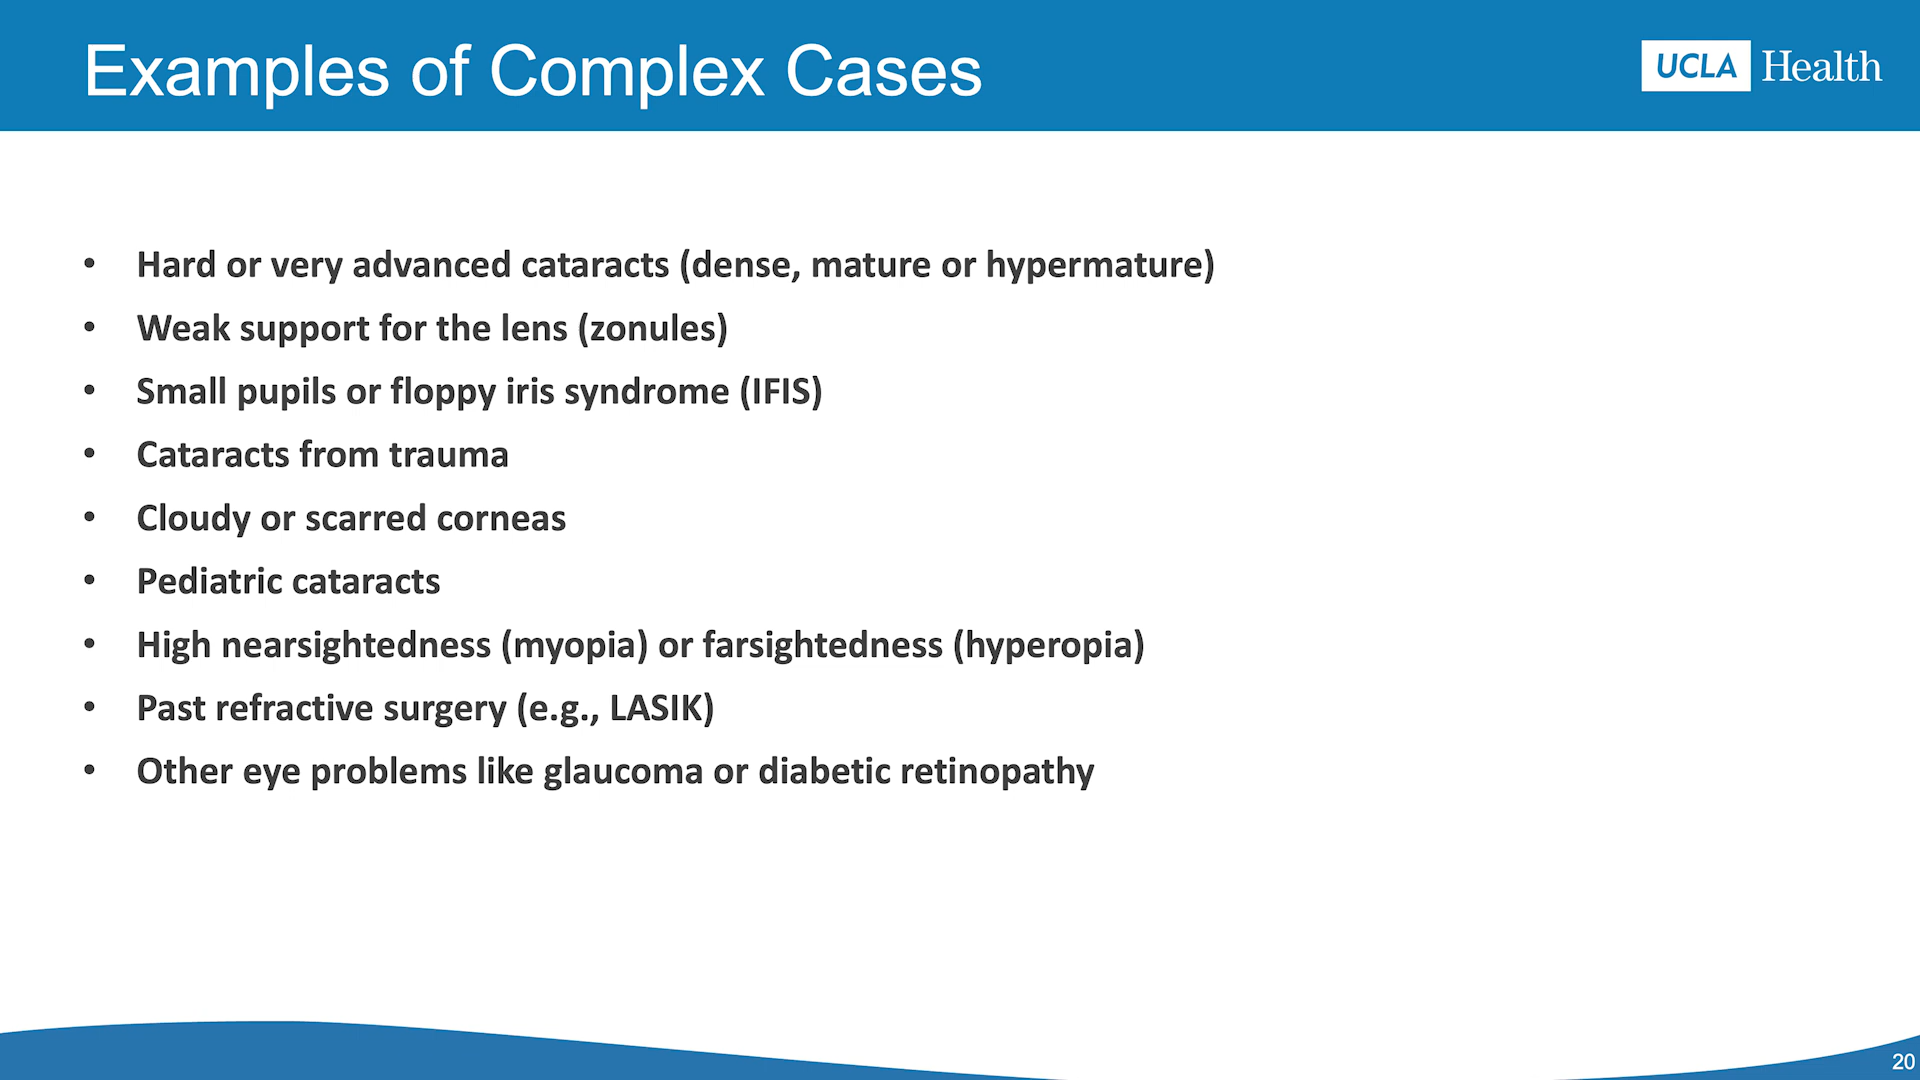 Examples of Complex Cases
UCLA Health
• Hard or very advanced cataracts (dense, mature or hypermature)
• Weak support for the lens (zonules)
• Small pupils or floppy iris syndrome (IFIS)
• Cataracts from trauma
• Cloudy or scarred corneas
• Pediatric cataracts
• High nearsightedness (myopia) or farsightedness (hyperopia)
• Past refractive surgery (e.g., LASIK)
• Other eye problems like glaucoma or diabetic retinopathy
20